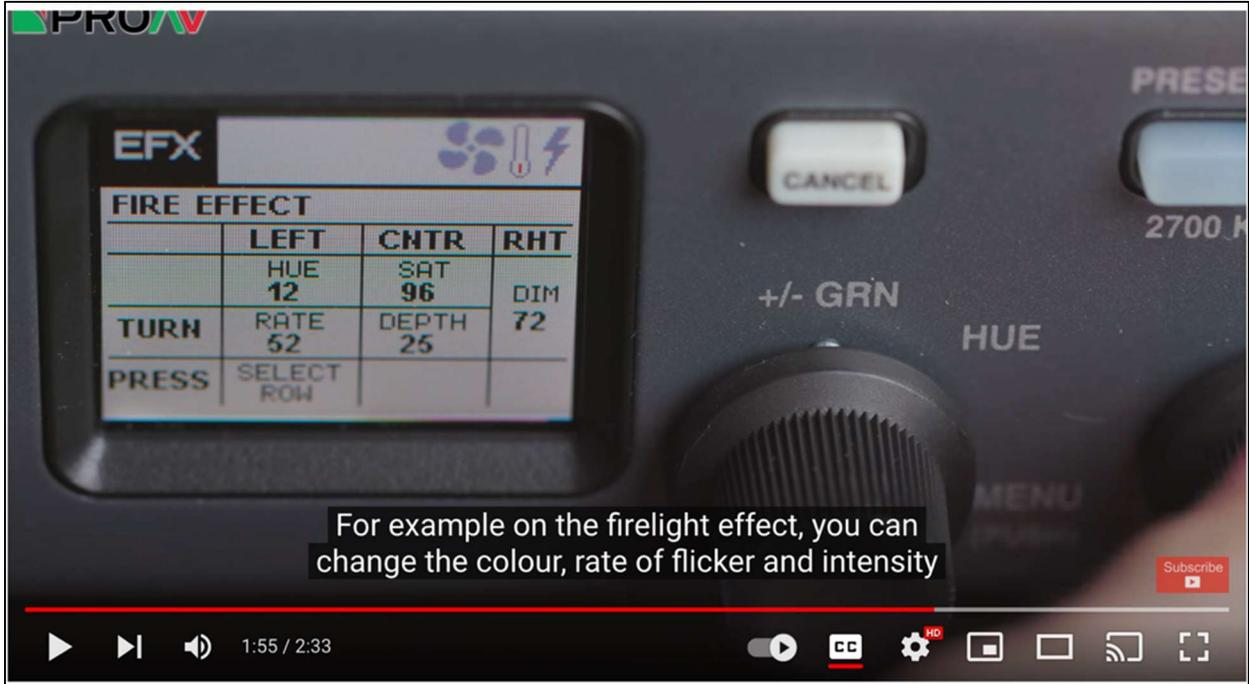 PROAV
PRESE
EFX
CANCEL
FIRE EFFECT
LEFT CNTR RHT
2700 K
HUE SAT
12 96 DIM
+/- GRN
TURN RATE DEPTH 72
52 25
HUE
PRESS SELECT
ROW
MENU
For example on the firelight effect, you can
change the colour, rate of flicker and intensity
Subscribe
1:55 / 2:33
CC
HD